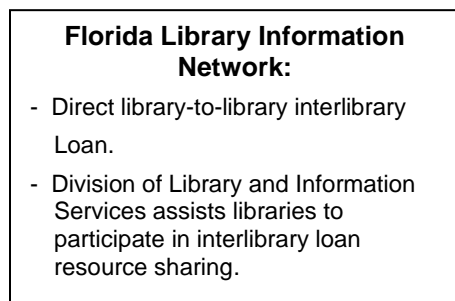 Florida Library Information
Network:
- Direct library-to-library interlibrary
Loan.
- Division of Library and Information
Services assists libraries to
participate in interlibrary loan
resource sharing.